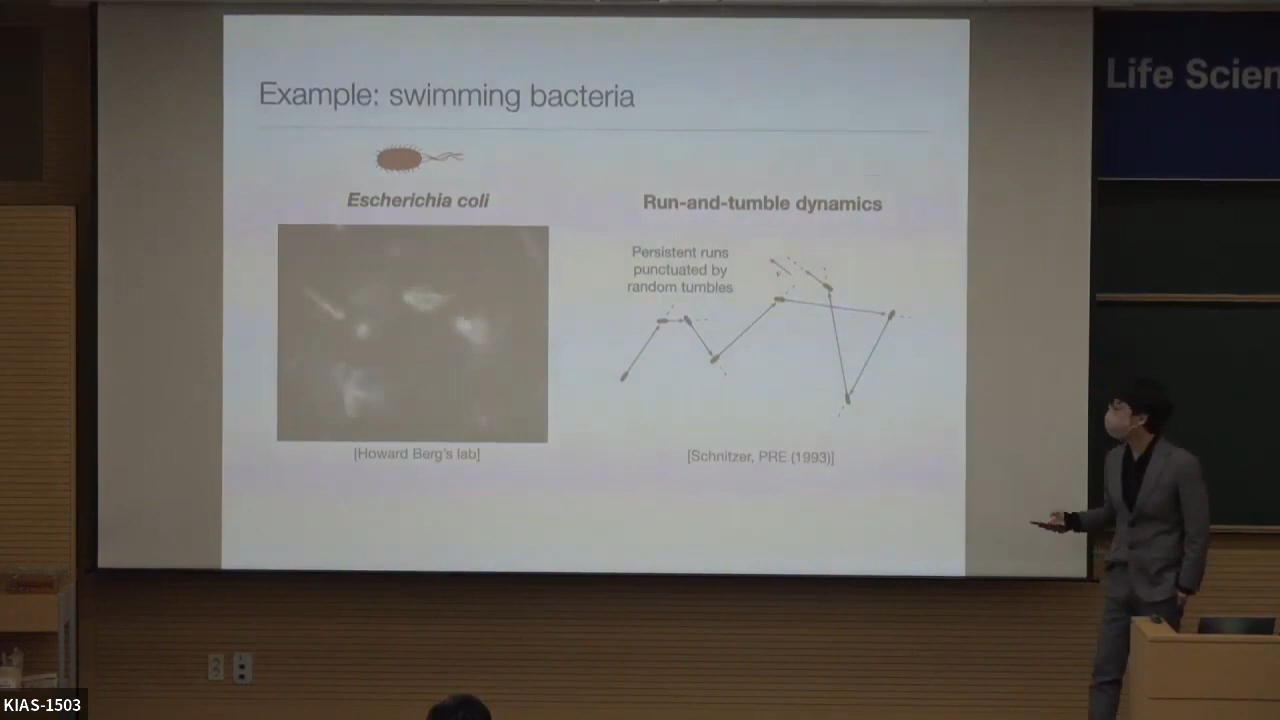 Example: swimming bacteria
Escherichia coli
Run-and-tumble dynamics
Persistent runs
punctuated by
random tumbles
[Howard Berg's lab]
[Schnitzer, PRE (1993)]
Life Scien
KIAS-1503